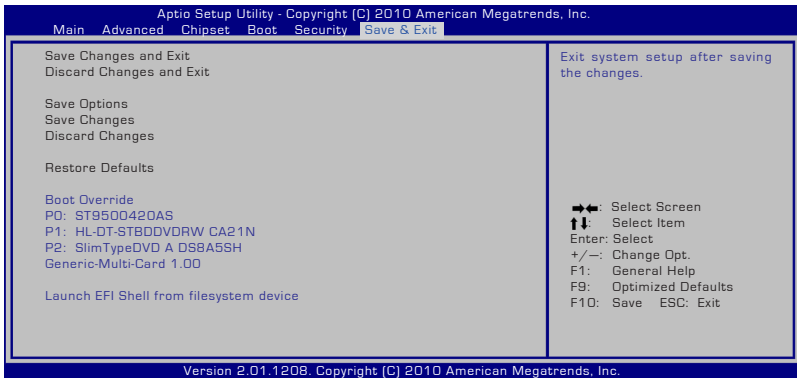 Aptio Setup Utility - Copyright (C) 2010 American Megatrends, Inc.
Main Advanced Chipset Boot Security Save & Exit
Save Changes and Exit
Discard Changes and Exit
Save Options
Save Changes
Discard Changes
Restore Defaults
Boot Override
P0: ST9500420AS
P1: HL-DT-STBDDVDRW CA21N
P2: SlimTypeDVD A DS8A5SH
Generic-Multi-Card 1.00
Launch EFI Shell from filesystem device
Exit system setup after saving
the changes.
→←: Select Screen
↑↓: Select Item
Enter: Select
+/—: Change Opt.
F1: General Help
F9: Optimized Defaults
F10: Save ESC: Exit
Version 2.01.1208. Copyright (C) 2010 American Megatrends, Inc.